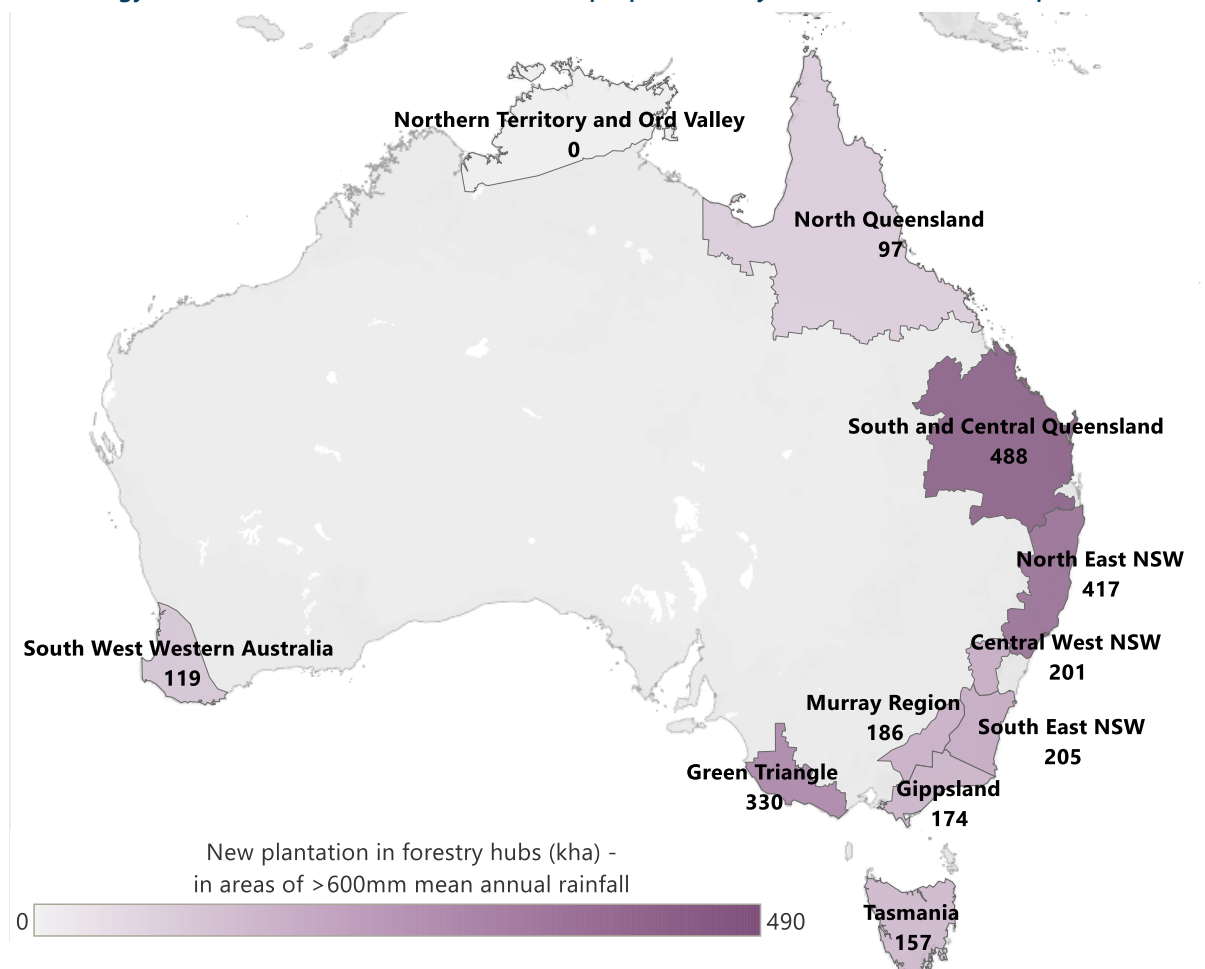 Northern Territory and Ord Valley
0
North Queensland
97
South and Central Queensland
488
North East NSW
417
Central West NSW
201
South West Western Australia
119
Murray Region
186
South East NSW
205
Green Triangle
330
Gippsland
174
New plantation in forestry hubs (kha) -
in areas of >600mm mean annual rainfall
0
490
Tasmania
157